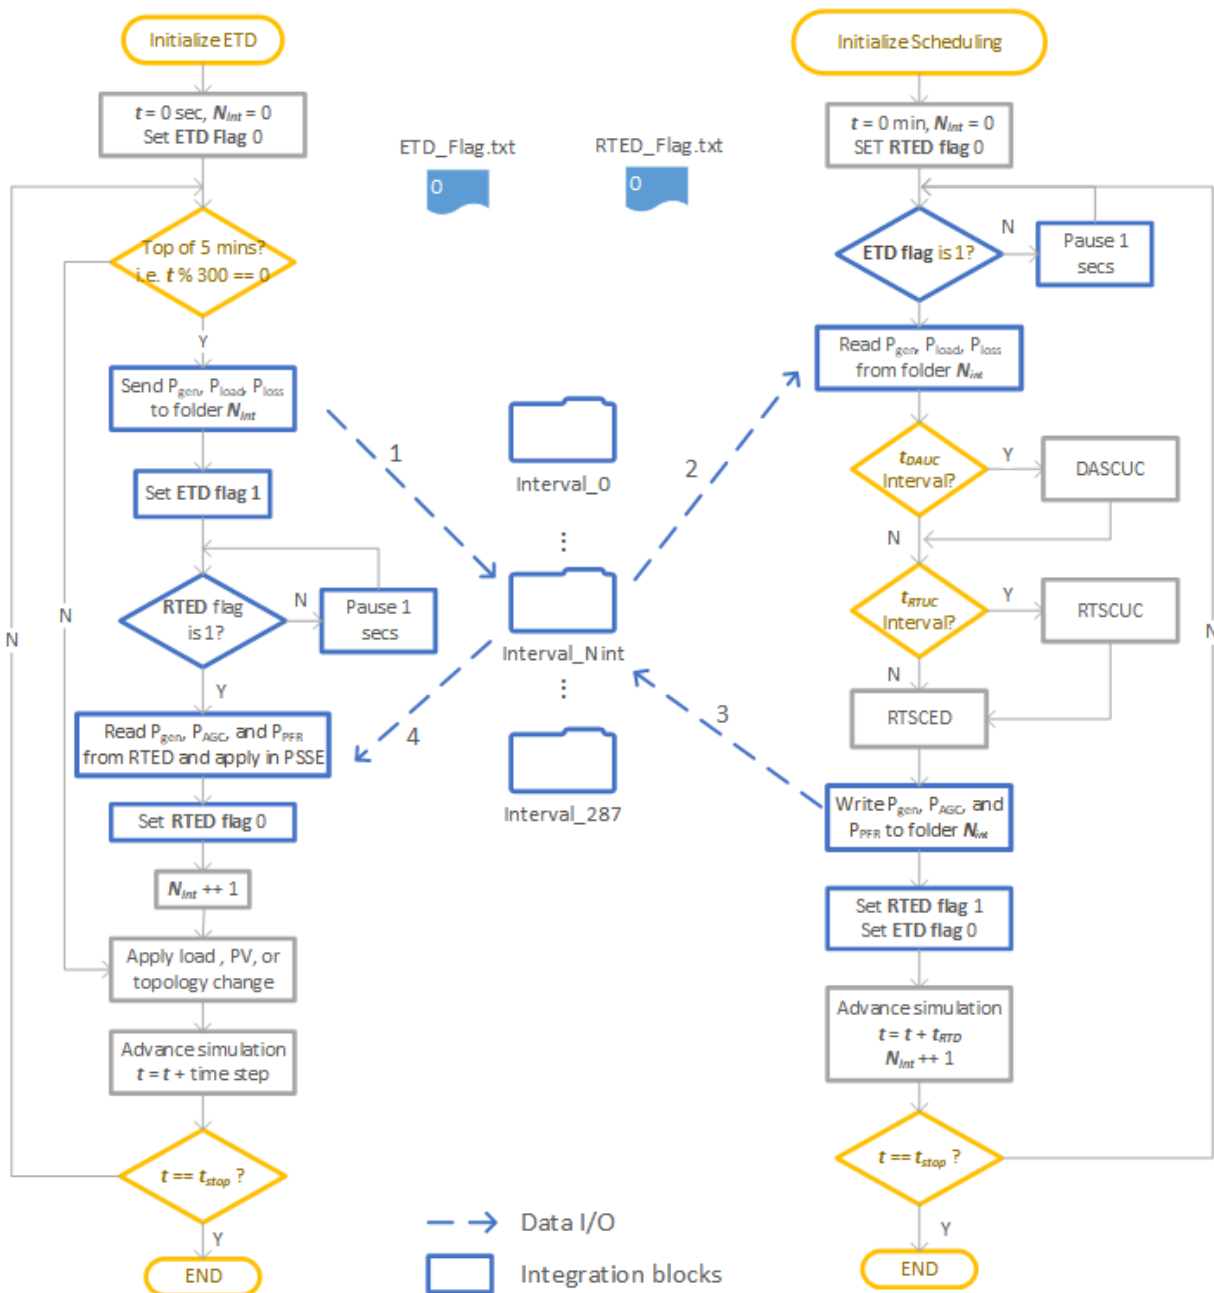 Initialize ETD
t = 0 sec, Nint = 0
Set ETD Flag 0
Top of 5 mins?
i.e. t % 300 == 0
Y
Send Pgen, Pload, Ploss
to folder Nint
Set ETD flag 1
RTED flag
is 1?
N
Pause 1
secs
N
N
Y
Read Pgen, PAGC, and PPFR
from RTED and apply in PSSE
Set RTED flag 0
Nint ++ 1
Apply load , PV, or
topology change
Advance simulation
t = t + time step
t == tstop ?
Y
END
ETD_Flag.txt
0
RTED_Flag.txt
0
1
2
Interval_0
⋮
Interval_Nint
⋮
3
4
Interval_287
Data I/O
Integration blocks
Initialize Scheduling
t = 0 min, Nint = 0
SET RTED flag 0
ETD flag is 1?
N
Pause 1
secs
Read Pgen, Pload, Ploss
from folder Nint
tDAUC
Interval?
Y
DASCUC
N
tRTUC
Interval?
Y
RTSCUC
N
N
RTSCED
Write Pgen, PAGC, and
PPFR to folder Nint
Set RTED flag 1
Set ETD flag 0
Advance simulation
t = t + tRTD
Nint ++ 1
t == tstop ?
Y
END